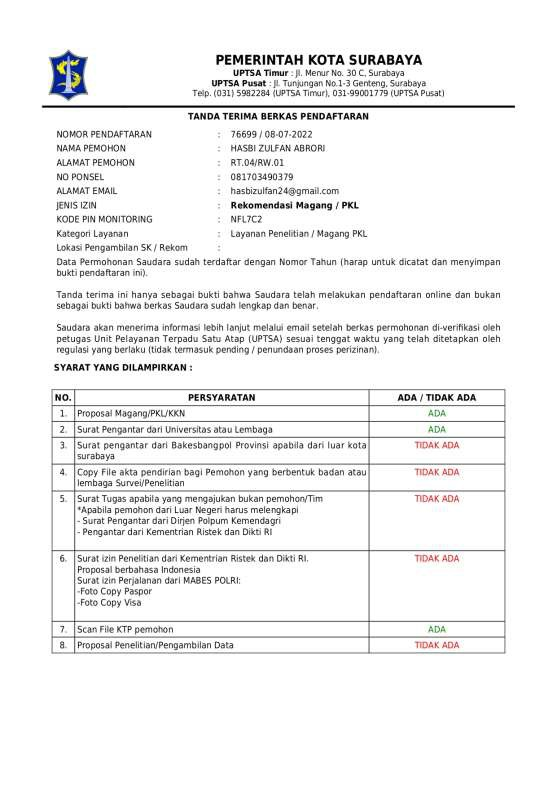 PEMERINTAH KOTA SURABAYA
UPTSA Timur : Jl. Menur No. 30 C, Surabaya
UPTSA Pusat : Jl. Tunjungan No.1-3 Genteng, Surabaya
Telp. (031) 5982284 (UPTSA Timur), 031-99001779 (UPTSA Pusat)
TANDA TERIMA BERKAS PENDAFTARAN
NOMOR PENDAFTARAN : 76699 / 08-07-2022
NAMA PEMOHON : HASBI ZULFAN ABRORI
ALAMAT PEMOHON : RT.04/RW.01
NO PONSEL : 081703490379
ALAMAT EMAIL : hasbizulfan24@gmail.com
JENIS IZIN : Rekomendasi Magang / PKL
KODE PIN MONITORING : NFL7C2
Kategori Layanan : Layanan Penelitian / Magang PKL
Lokasi Pengambilan SK / Rekom :
Data Permohonan Saudara sudah terdaftar dengan Nomor Tahun (harap untuk dicatat dan menyimpan
bukti pendaftaran ini).
Tanda terima ini hanya sebagai bukti bahwa Saudara telah melakukan pendaftaran online dan bukan
sebagai bukti bahwa berkas Saudara sudah lengkap dan benar.
Saudara akan menerima informasi lebih lanjut melalui email setelah berkas permohonan di-verifikasi oleh
petugas Unit Pelayanan Terpadu Satu Atap (UPTSA) sesuai tenggat waktu yang telah ditetapkan oleh
regulasi yang berlaku (tidak termasuk pending / penundaan proses perizinan).
SYARAT YANG DILAMPIRKAN :
NO. PERSYARATAN ADA / TIDAK ADA
1. Proposal Magang/PKL/KKN ADA
2. Surat Pengantar dari Universitas atau Lembaga ADA
3. Surat pengantar dari Bakesbangpol Provinsi apabila dari luar kota TIDAK ADA
surabaya
4. Copy File akta pendirian bagi Pemohon yang berbentuk badan atau TIDAK ADA
lembaga Survei/Penelitian
5. Surat Tugas apabila yang mengajukan bukan pemohon/Tim TIDAK ADA
*Apabila pemohon dari Luar Negeri harus melengkapi
- Surat Pengantar dari Dirjen Polpum Kemendagri
- Pengantar dari Kementrian Ristek dan Dikti RI
6. Surat izin Penelitian dari Kementrian Ristek dan Dikti RI. TIDAK ADA
Proposal berbahasa Indonesia
Surat izin Perjalanan dari MABES POLRI:
-Foto Copy Paspor
-Foto Copy Visa
7. Scan File KTP pemohon ADA
8. Proposal Penelitian/Pengambilan Data TIDAK ADA